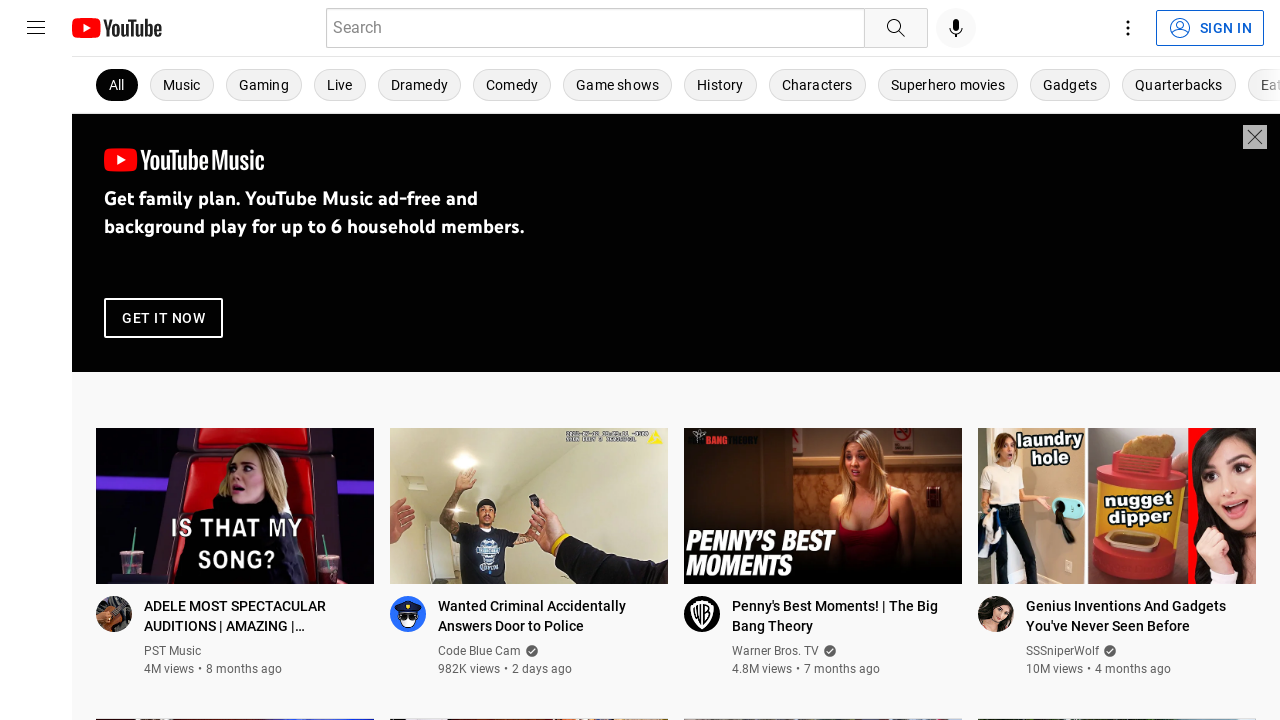 YouTube
Search
SIGN IN
All
Music
Gaming
Live
Dramedy
Comedy
Game shows
History
Characters
Superhero movies
Gadgets
Quarterbacks
YouTube Music
Get family plan. YouTube Music ad-free and
background play for up to 6 household members.
GET IT NOW
IS THAT MY
SONG?
BANG THEORY
PENNY'S BEST
MOMENTS
laundry
hole
nugget
dipper
ADELE MOST SPECTACULAR
AUDITIONS | AMAZING |...
PST Music
4M views • 8 months ago
Wanted Criminal Accidentally
Answers Door to Police
Code Blue Cam
982K views • 2 days ago
Penny's Best Moments! | The Big
Bang Theory
Warner Bros. TV
4.8M views • 7 months ago
Genius Inventions And Gadgets
You've Never Seen Before
SSSniperWolf
10M views • 4 months ago